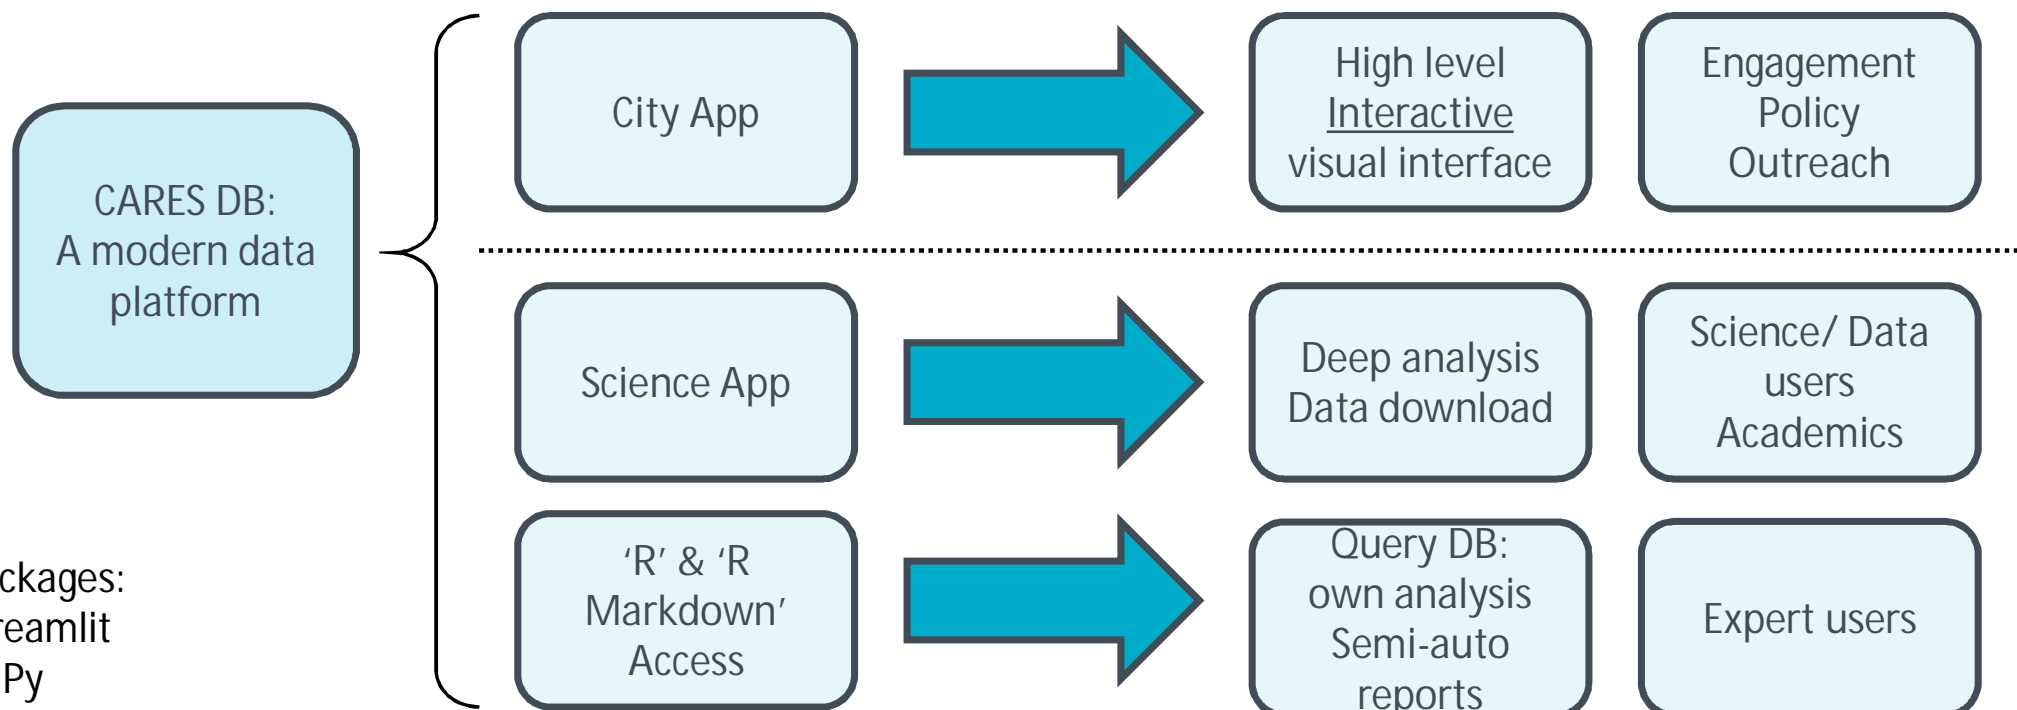 CARES DB:
A modern data
platform
City App
High level
Interactive
visual interface
Engagement
Policy
Outreach
Science App
Deep analysis
Data download
Science/ Data
users
Academics
‘R’ & ‘R
Markdown’
Access
Query DB:
own analysis
Semi-auto
reports
Expert users
ckages:
reamlit
Py